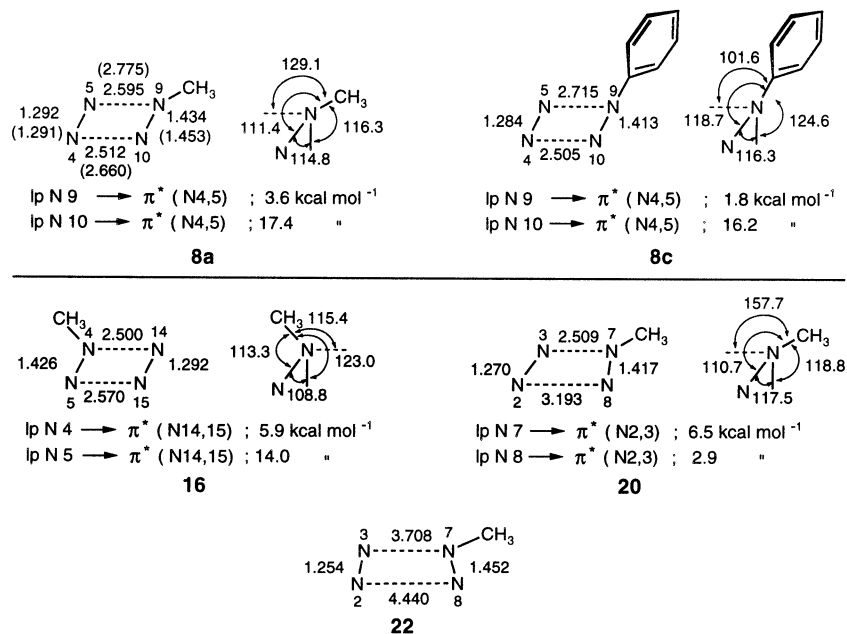 (2.775)
5 2.595 9 CH₃
N N
1.292 1.434
(1.291) (1.453)
N N
4 2.512 10
(2.660)
129.1
N CH₃
111.4 116.3
N 114.8
lp N 9 → π* (N4,5) ; 3.6 kcal mol⁻¹
lp N 10 → π* (N4,5) ; 17.4 "
8a
5 2.715 9
N N
1.284 1.413
N N
4 2.505 10
101.6
N
118.7 124.6
N 116.3
lp N 9 → π* (N4,5) ; 1.8 kcal mol⁻¹
lp N 10 → π* (N4,5) ; 16.2 "
8c
CH₃
4 2.500 14
N N
1.426 1.292
N N
5 2.570 15
CH₃ 115.4
113.3 N
123.0
N 108.8
lp N 4 → π* (N14,15) ; 5.9 kcal mol⁻¹
lp N 5 → π* (N14,15) ; 14.0 "
16
3 2.509 7 CH₃
N N
1.270 1.417
N N
2 3.193 8
157.7
N CH₃
110.7 118.8
N 117.5
lp N 7 → π* (N2,3) ; 6.5 kcal mol⁻¹
lp N 8 → π* (N2,3) ; 2.9 "
20
3 3.708 7 CH₃
N N
1.254 1.452
N N
2 4.440 8
22